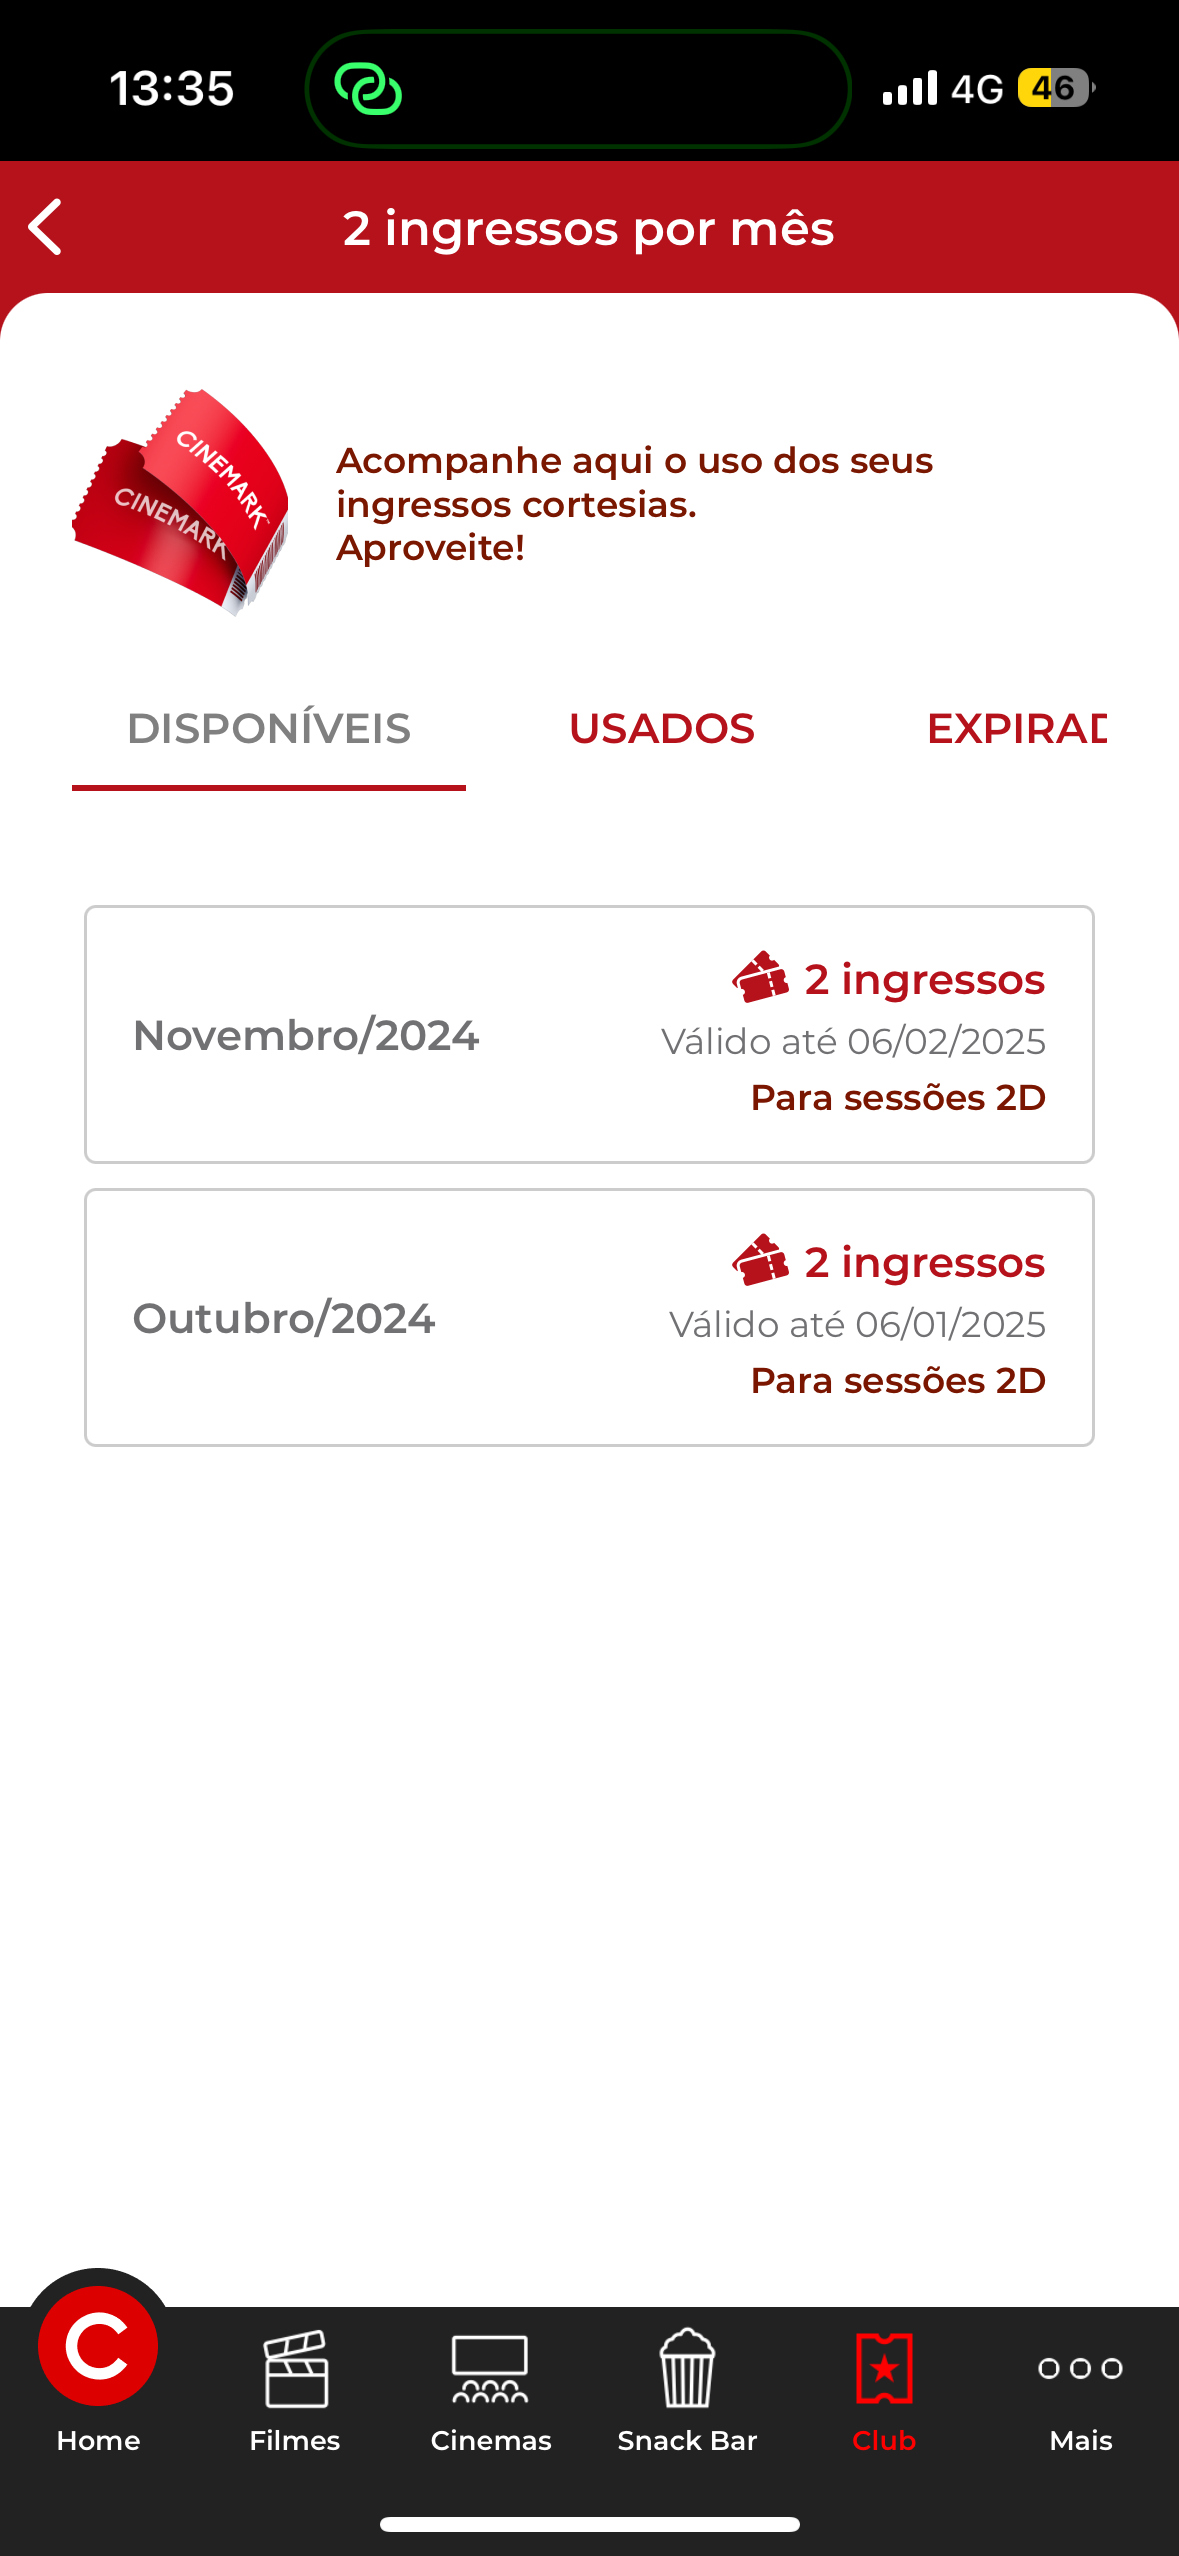 13:35
4G
46
2 ingressos por mês
CINEMARK
CINEMARK
Acompanhe aqui o uso dos seus
ingressos cortesias.
Aproveite!
DISPONÍVEIS
USADOS
EXPIRAD
2 ingressos
Novembro/2024
Válido até 06/02/2025
Para sessões 2D
2 ingressos
Outubro/2024
Válido até 06/01/2025
Para sessões 2D
C
Home
Filmes
Cinemas
Snack Bar
Club
Mais